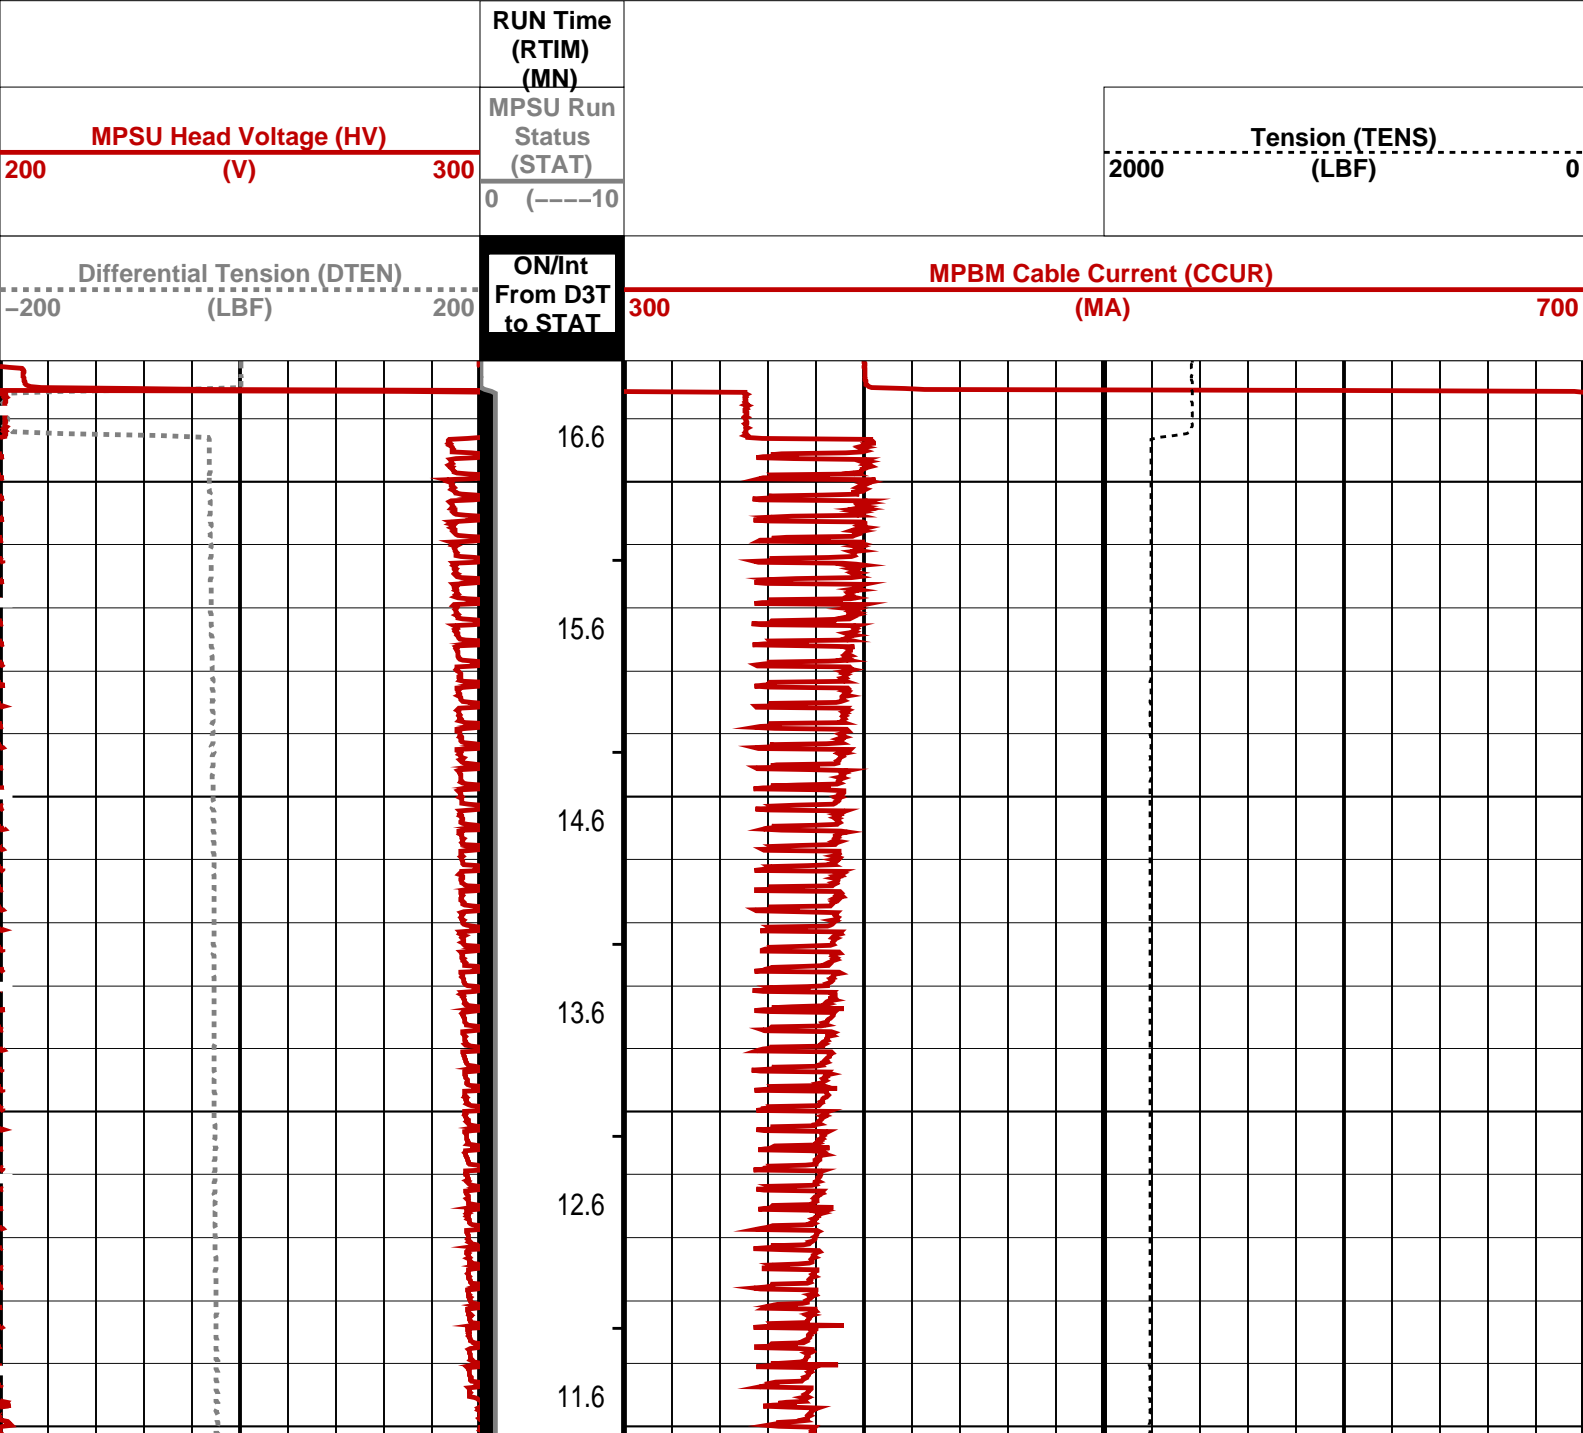 RUN Time
(RTIM)
(MN)
MPSU Run
Status
(STAT)
0 (−−−−10
MPSU Head Voltage (HV)
200 (V) 300
Tension (TENS)
2000 (LBF) 0
Differential Tension (DTEN)
−200 (LBF) 200
ON/Int
From D3T
to STAT
MPBM Cable Current (CCUR)
300 (MA) 700
16.6
15.6
14.6
13.6
12.6
11.6